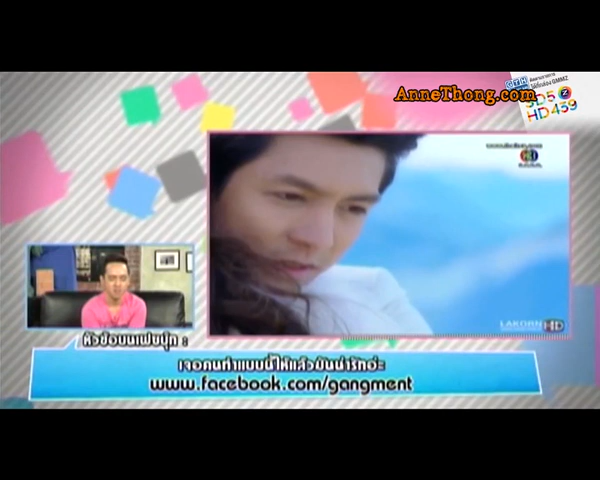 GTH
AnneThong.com
HD439
LAKORN HD
หัวข้อบนเฟซบุ๊ก :
เจอคนทำแบบนี้ให้แล้วมันน่ารักอ่ะ
www.facebook.com/gangment